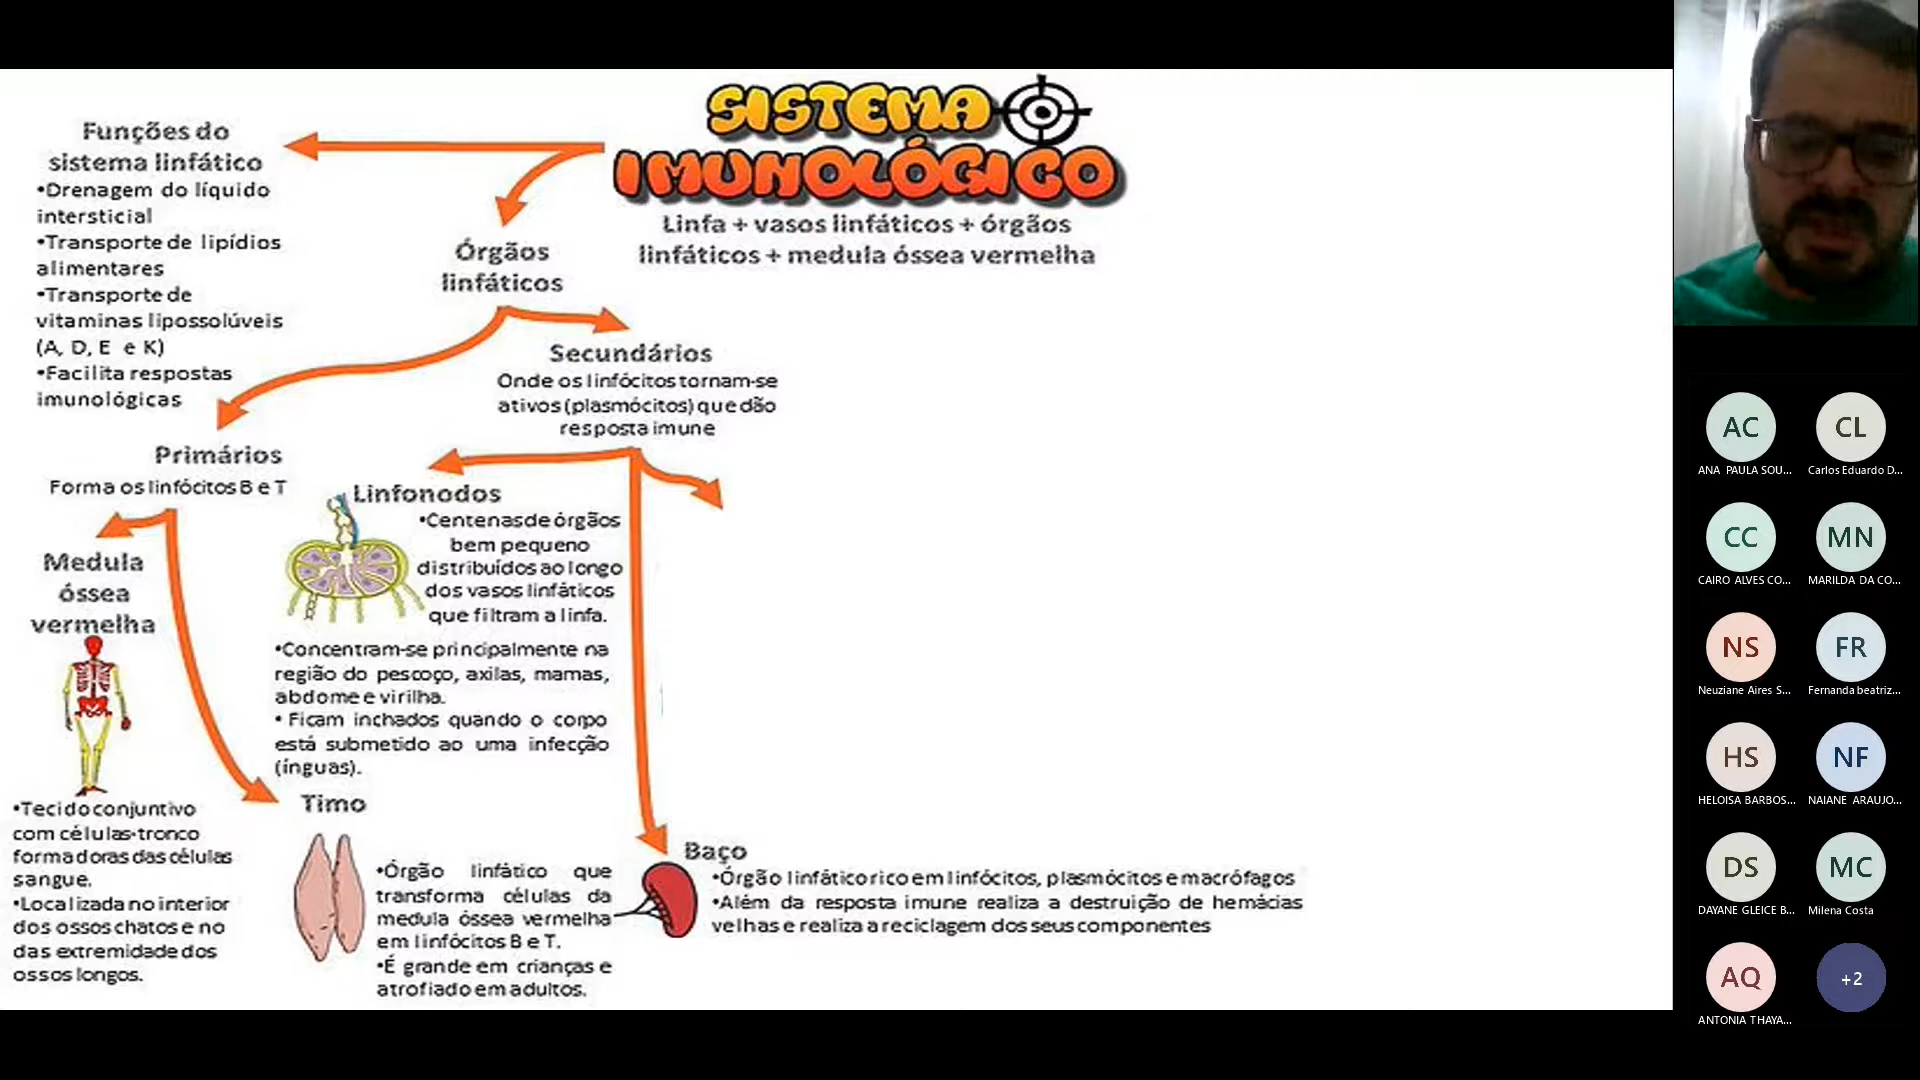 SISTEMA
IMUNOLÓGICO
Linfa + vasos linfáticos + órgãos
linfáticos + medula óssea vermelha
Funções do
sistema linfático
•Drenagem do líquido
intersticial
•Transporte de lipídios
alimentares
•Transporte de
vitaminas lipossolúveis
(A, D, E e K)
•Facilita respostas
imunológicas
Órgãos
linfáticos
Secundários
Onde os linfócitos tornam-se
ativos (plasmócitos) que dão
resposta imune
Primários
Forma os linfócitos B e T
Linfonodos
•Centenas de órgãos
bem pequeno
distribuídos ao longo
dos vasos linfáticos
que filtram a linfa.
•Concentram-se principalmente na
região do pescoço, axilas, mamas,
abdome e virilha.
• Ficam inchados quando o corpo
está submetido ao uma infecção
(ínguas).
Medula
óssea
vermelha
•Tecido conjuntivo
com células-tronco
formadoras das células
sangue.
•Localizada no interior
dos ossos chatos e no
das extremidade dos
ossos longos.
Timo
•Órgão linfático que
transforma células da
medula óssea vermelha
em linfócitos B e T.
•É grande em crianças e
atrofiado em adultos.
Baço
•Órgão linfático rico em linfócitos, plasmócitos e macrófagos
•Além da resposta imune realiza a destruição de hemácias
velhas e realiza a reciclagem dos seus componentes
AC
ANA PAULA SOU...
CL
Carlos Eduardo D...
CC
CAIRO ALVES CO...
MN
MARILDA DA CO...
NS
Neuziane Aires S...
FR
Fernanda beatriz...
HS
HELOISA BARBOS...
NF
NAIANE ARAUJO...
DS
DAYANE GLEICE B...
MC
Milena Costa
AQ
ANTONIA THAYA...
+2